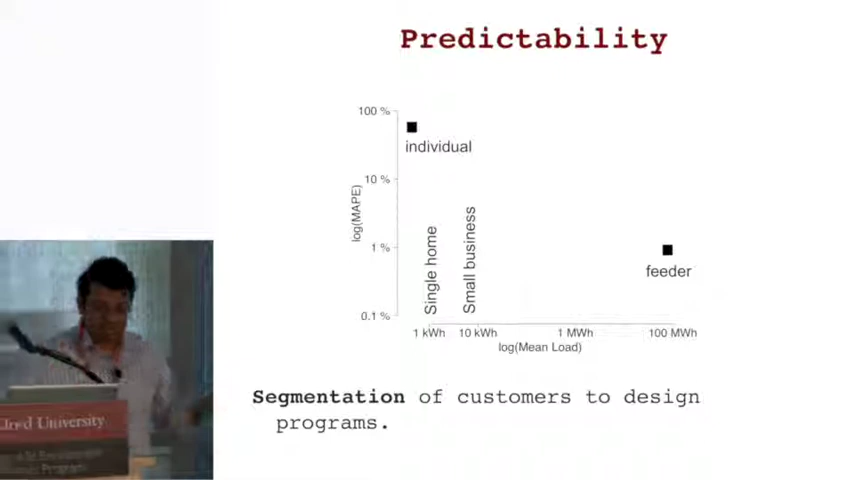 Predictability
100 %
individual
10 %
log(MAPE)
1 %
Single home
Small business
feeder
0.1 %
1 kWh 10 kWh 1 MWh 100 MWh
log(Mean Load)
Segmentation of customers to design
programs.
University